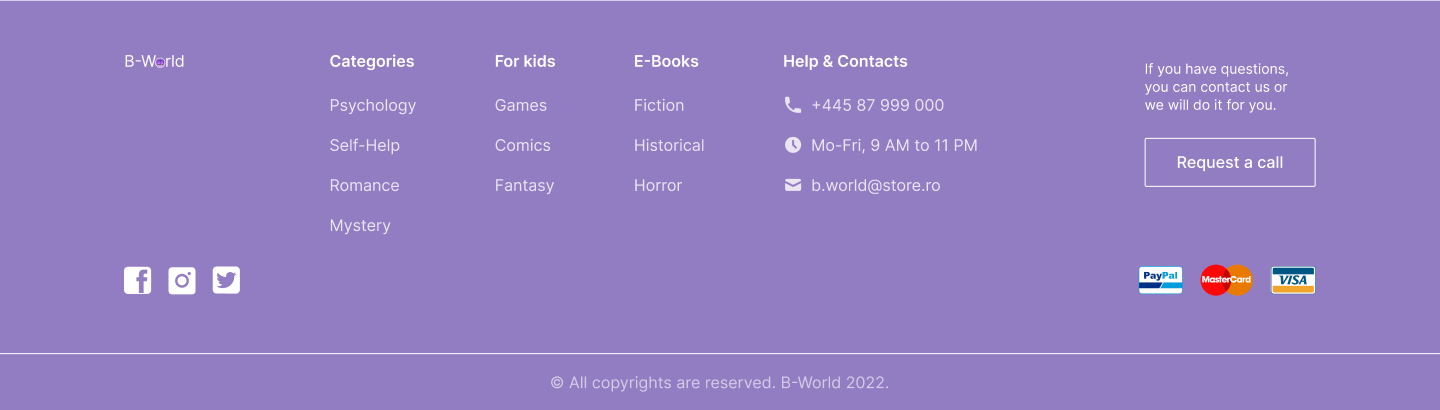 B-World
Categories
Psychology
Self-Help
Romance
Mystery
For kids
Games
Comics
Fantasy
E-Books
Fiction
Historical
Horror
Help & Contacts
+445 87 999 000
Mo-Fri, 9 AM to 11 PM
b.world@store.ro
If you have questions,
you can contact us or
we will do it for you.
Request a call
PayPal
MasterCard
VISA
© All copyrights are reserved. B-World 2022.